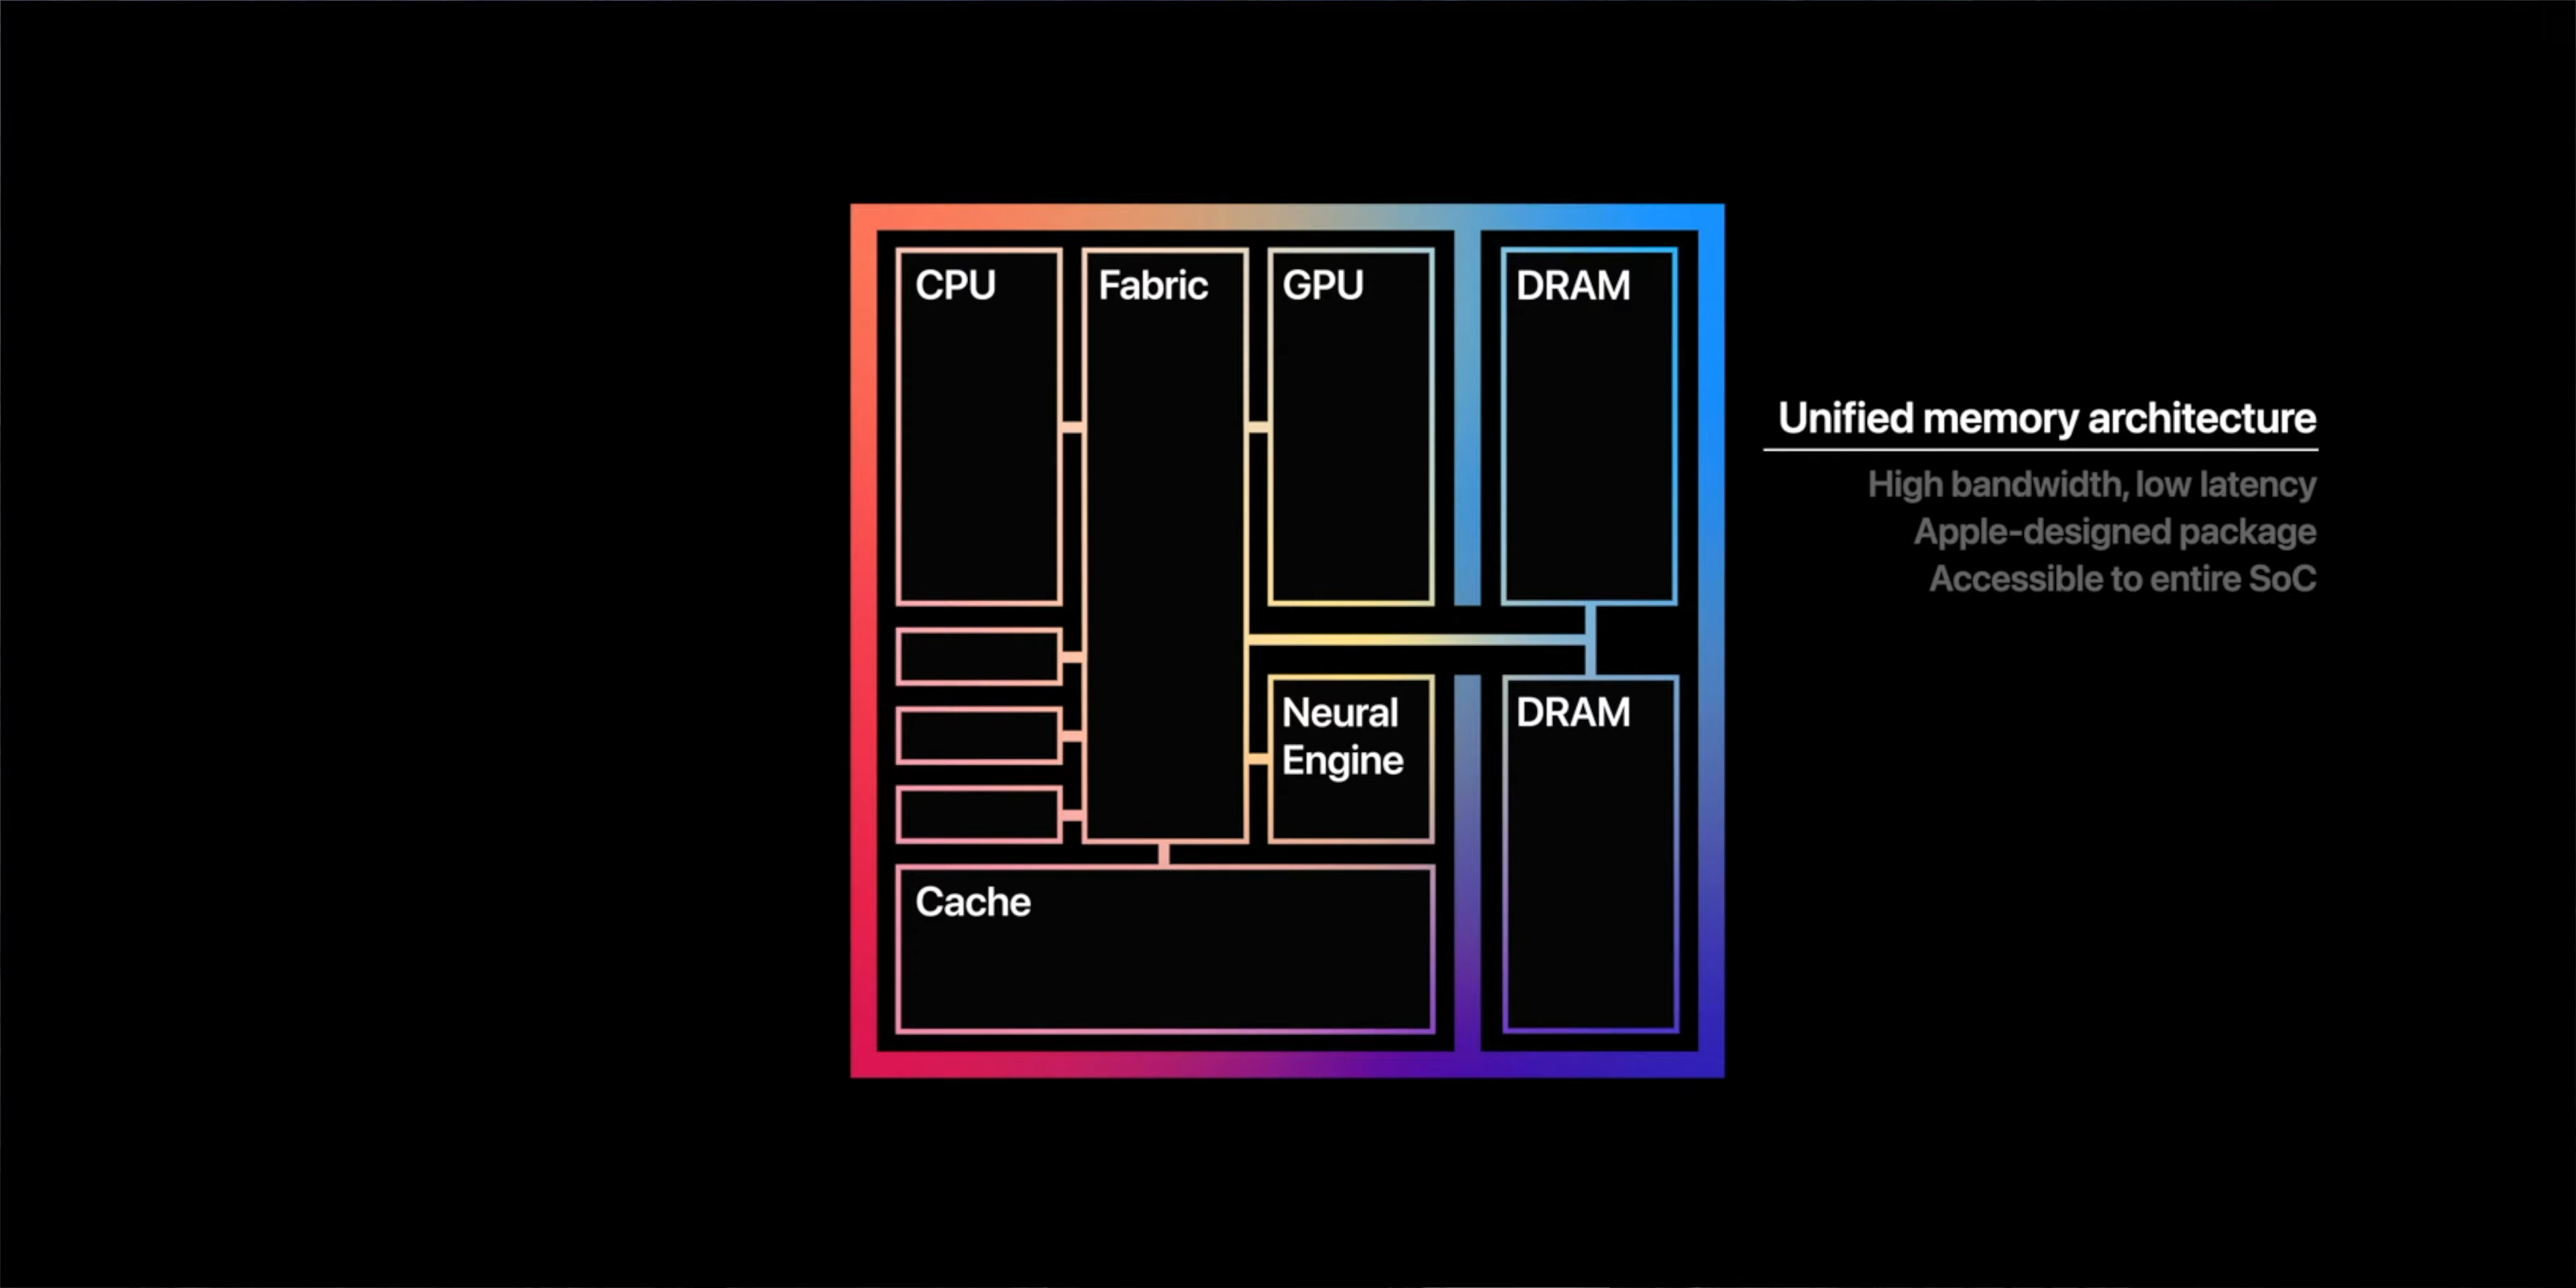 CPU
Fabric
GPU
DRAM
Neural
Engine
DRAM
Cache
Unified memory architecture
High bandwidth, low latency
Apple-designed package
Accessible to entire SoC